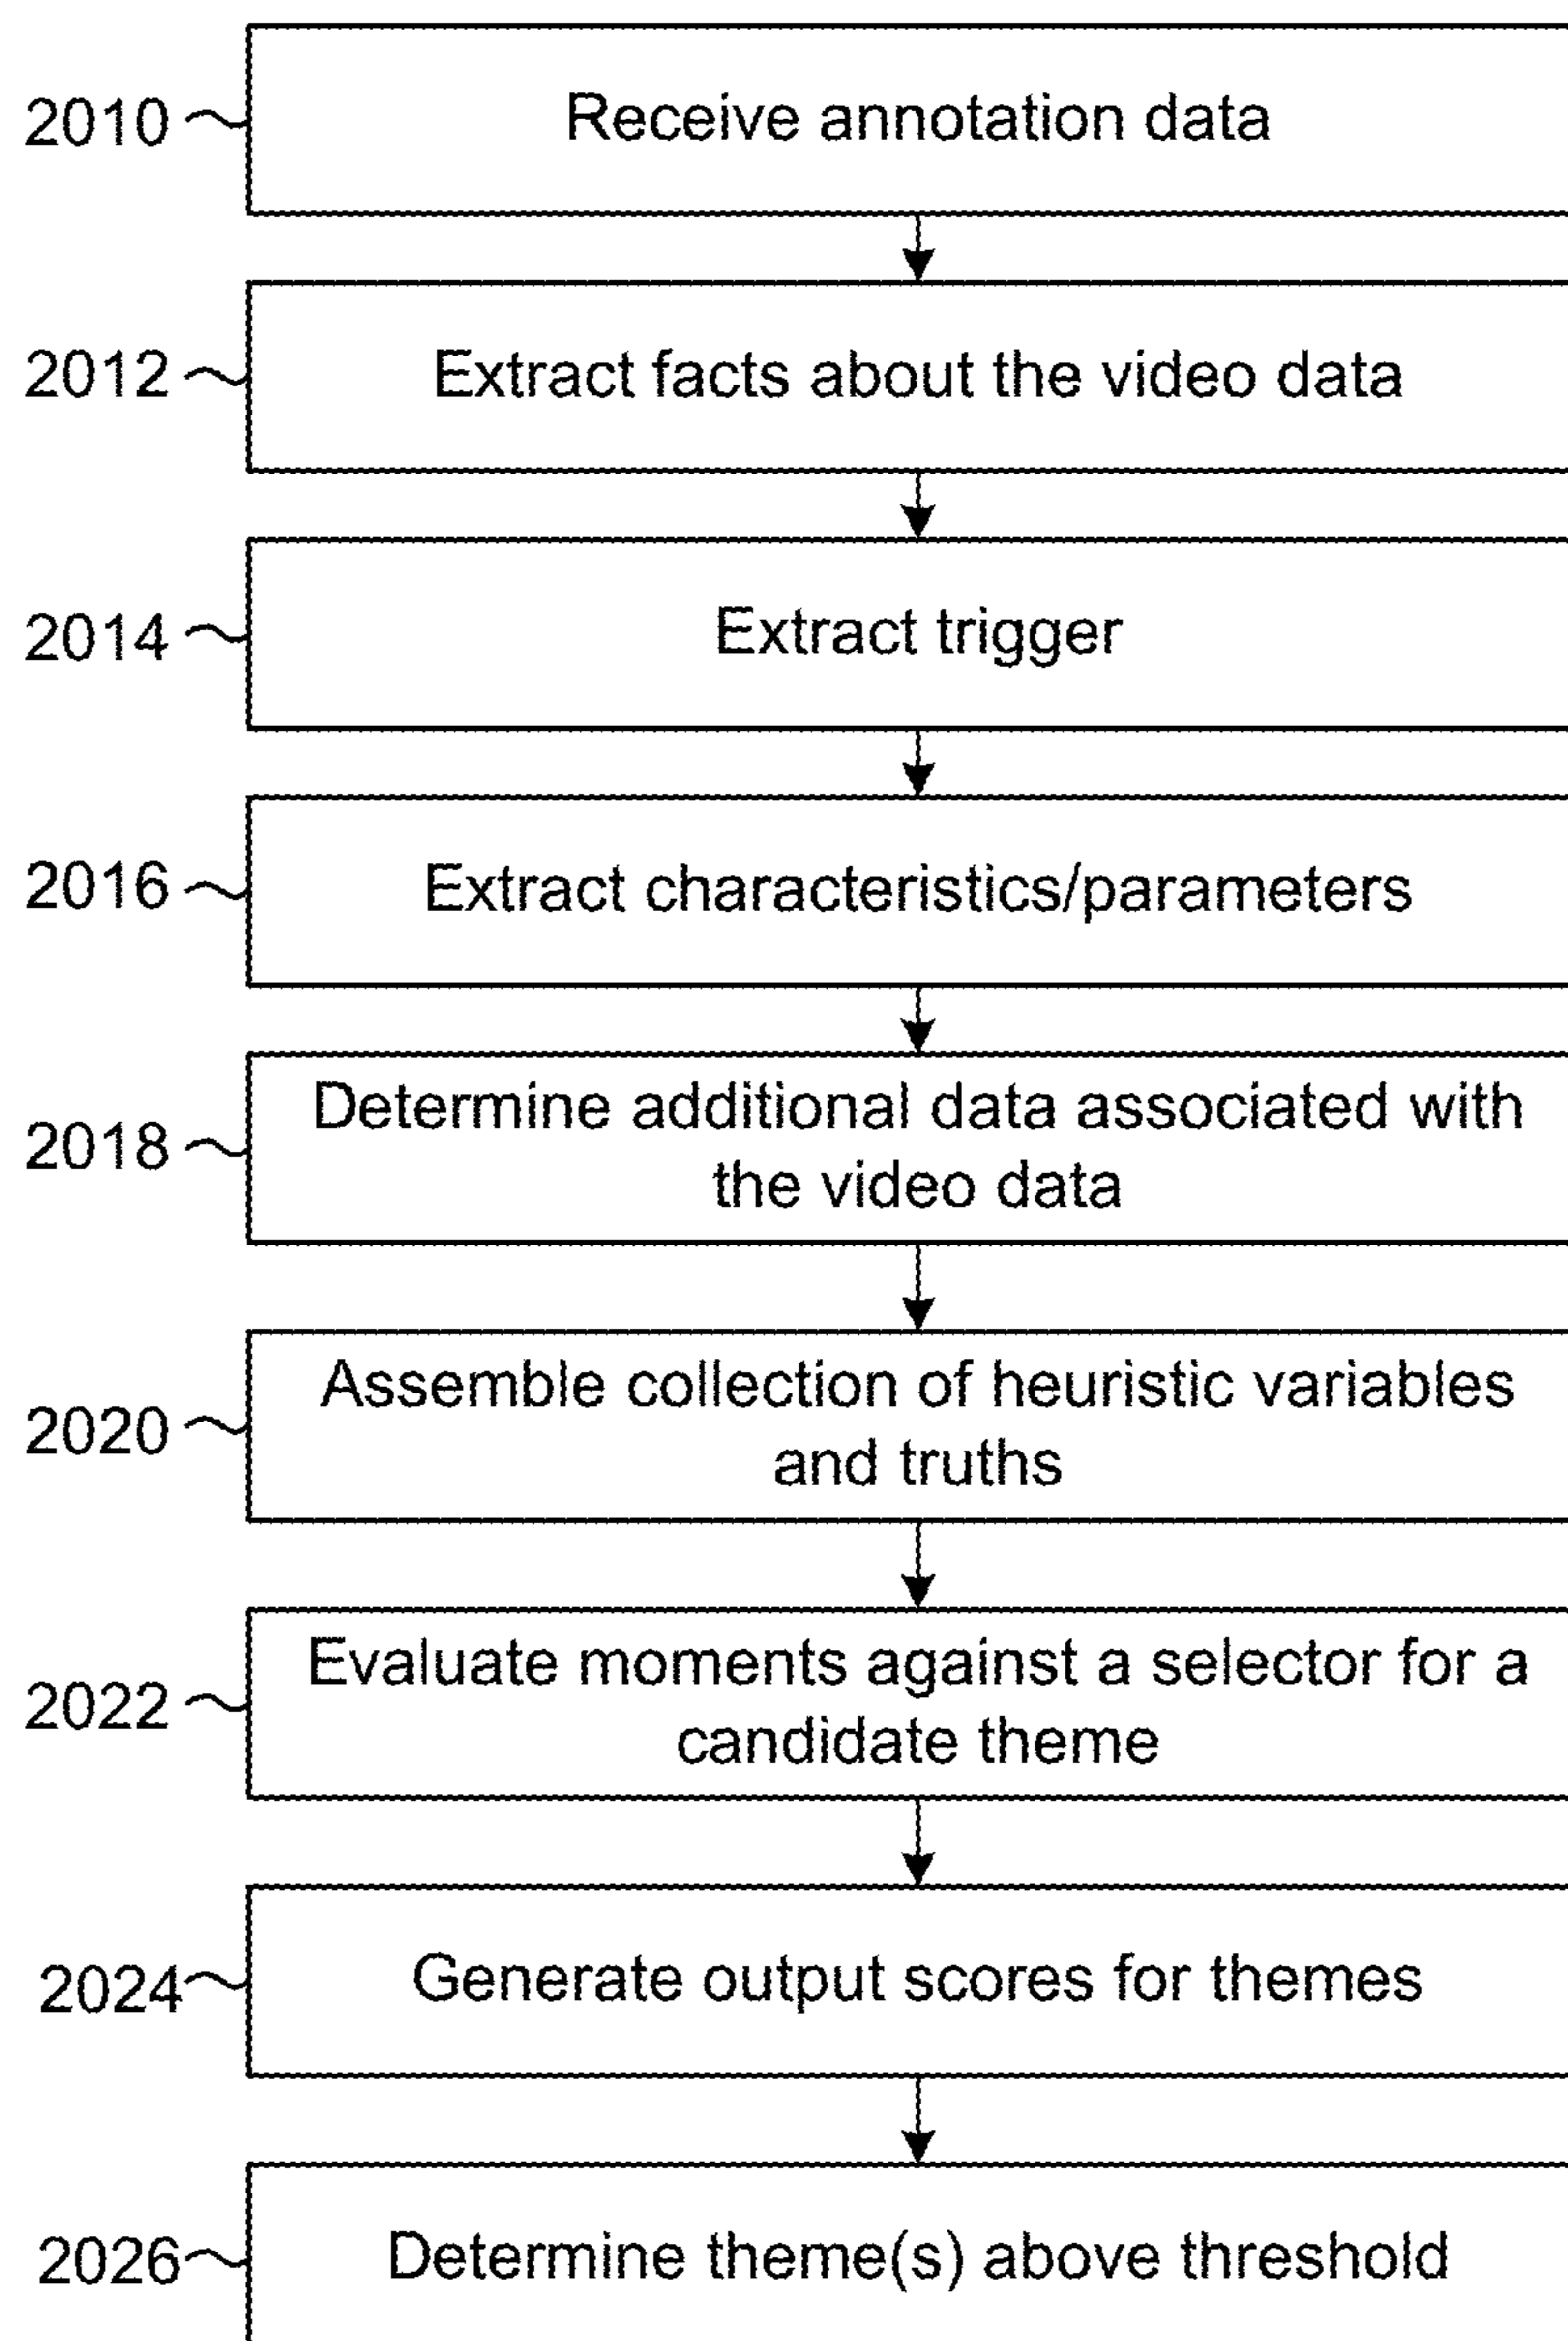 2010
Receive annotation data
2012
Extract facts about the video data
2014
Extract trigger
2016
Extract characteristics/parameters
2018
Determine additional data associated with
the video data
2020
Assemble collection of heuristic variables
and truths
2022
Evaluate moments against a selector for a
candidate theme
2024
Generate output scores for themes
2026
Determine theme(s) above threshold